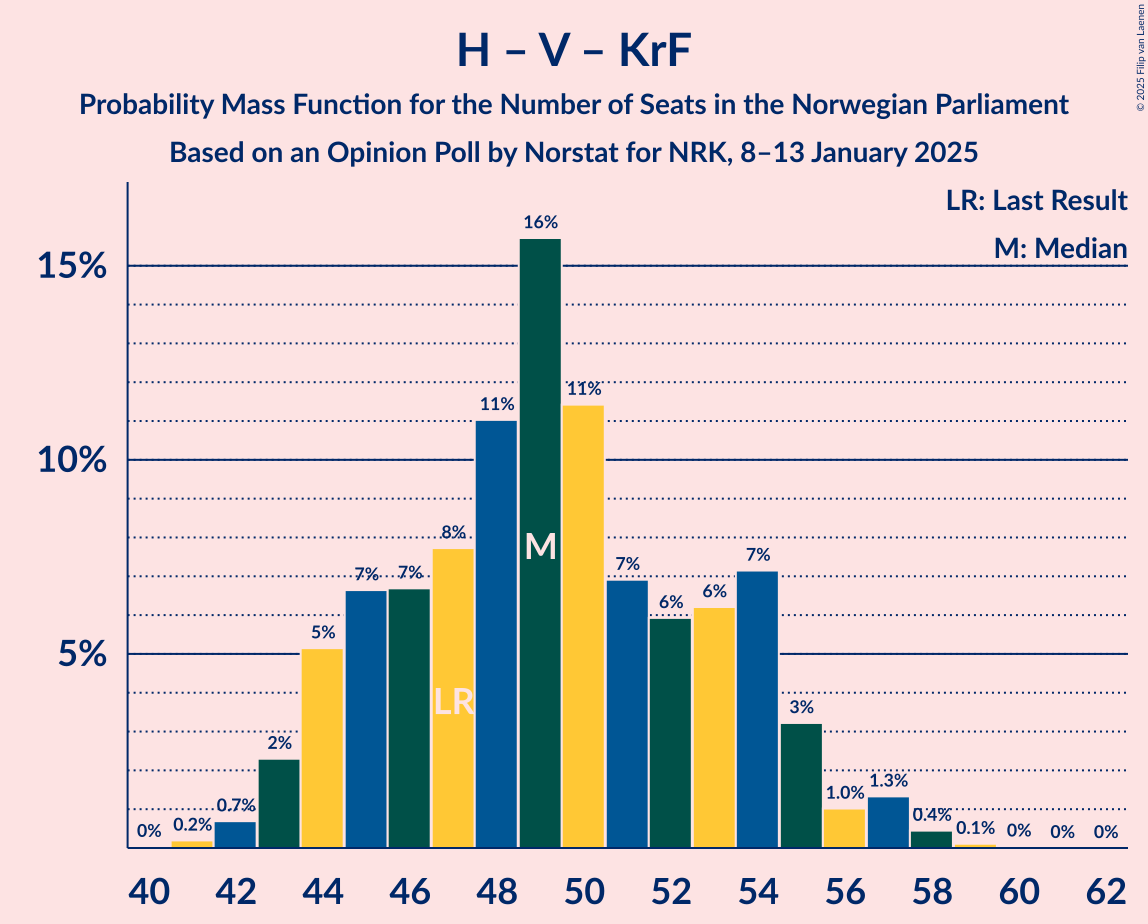 H – V – KrF
Probability Mass Function for the Number of Seats in the Norwegian Parliament
Based on an Opinion Poll by Norstat for NRK, 8–13 January 2025
© 2025 Filip van Laenen
LR: Last Result
M: Median
15%
10%
5%
0%
0.2%
0.7%
2%
5%
7%
7%
8%
11%
16%
11%
7%
6%
6%
7%
3%
1.0%
1.3%
0.4%
0.1%
0%
0%
0%
LR
M
40 42 44 46 48 50 52 54 56 58 60 62